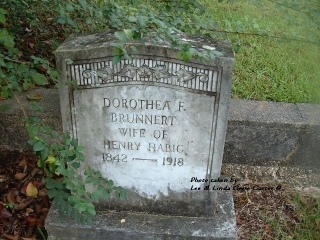 DOROTHEA F.
BRUNNERT
WIFE OF
HENRY HABIG
1842 — 1918
Photo taken by
Lee & Linda